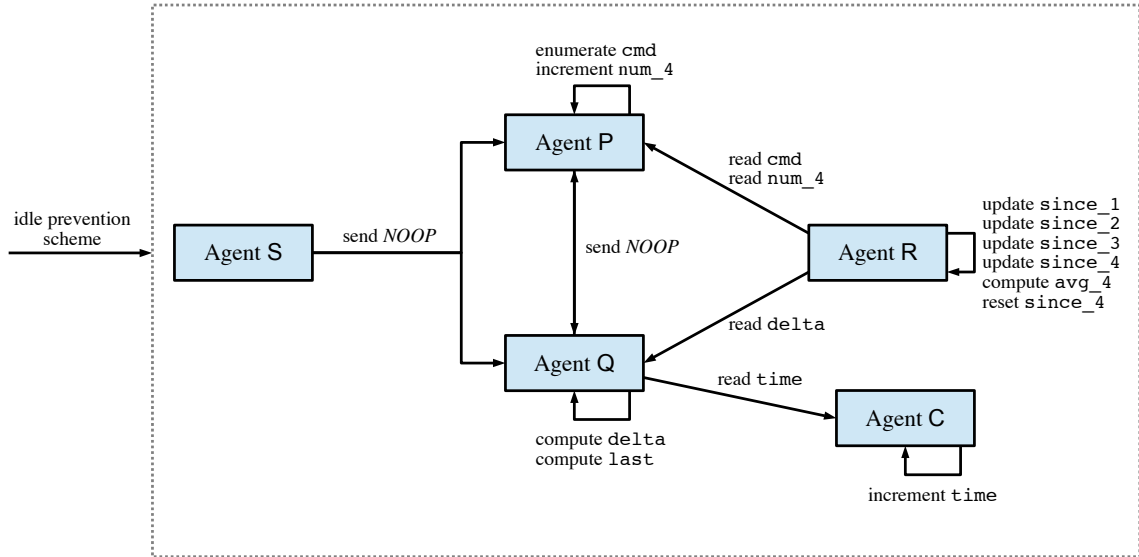 enumerate cmd
increment num_4
Agent P
read cmd
read num_4
idle prevention
scheme
Agent S
send NOOP
send NOOP
Agent R
update since_1
update since_2
update since_3
update since_4
compute avg_4
reset since_4
read delta
Agent Q
read time
Agent C
compute delta
compute last
increment time